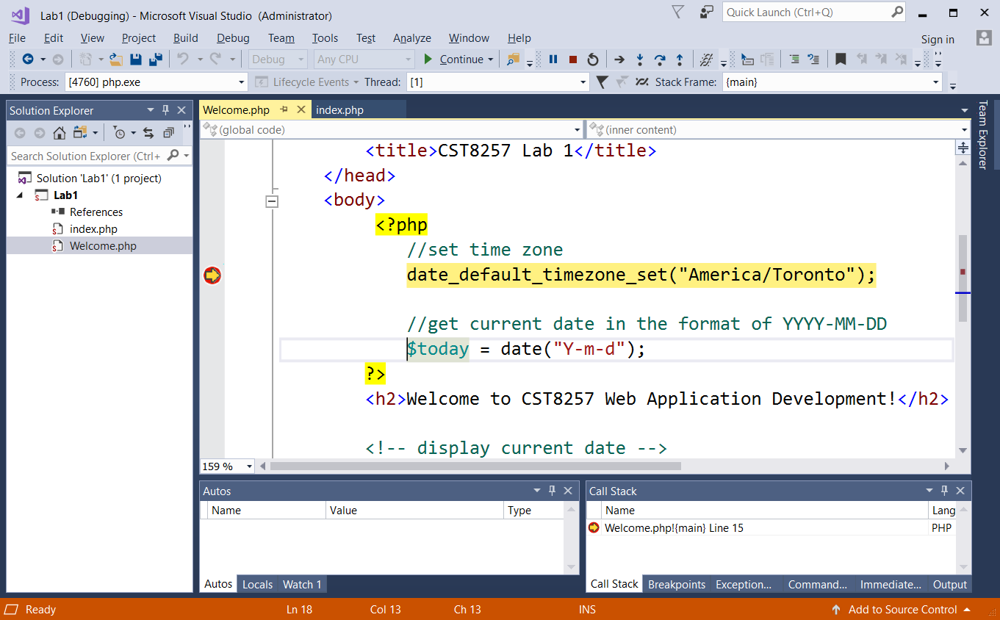 Lab1 (Debugging) - Microsoft Visual Studio (Administrator)
Quick Launch (Ctrl+Q)
File Edit View Project Build Debug Team Tools Test Analyze Window Help
Sign in
Debug Any CPU Continue
Process: [4760] php.exe Lifecycle Events Thread: [1] Stack Frame: {main}
Solution Explorer
Search Solution Explorer (Ctrl+
Solution 'Lab1' (1 project)
Lab1
References
index.php
Welcome.php
Welcome.php index.php
(global code) (inner content)
<title>CST8257 Lab 1</title>
</head>
<body>
<?php
//set time zone
date_default_timezone_set("America/Toronto");
//get current date in the format of YYYY-MM-DD
$today = date("Y-m-d");
?>
<h2>Welcome to CST8257 Web Application Development!</h2>
<!-- display current date -->
159 %
Team Explorer
Autos
Name Value Type
Autos Locals Watch 1
Call Stack
Name Lang
Welcome.php!{main} Line 15 PHP
Call Stack Breakpoints Exception... Command... Immediate... Output
Ready Ln 18 Col 13 Ch 13 INS Add to Source Control